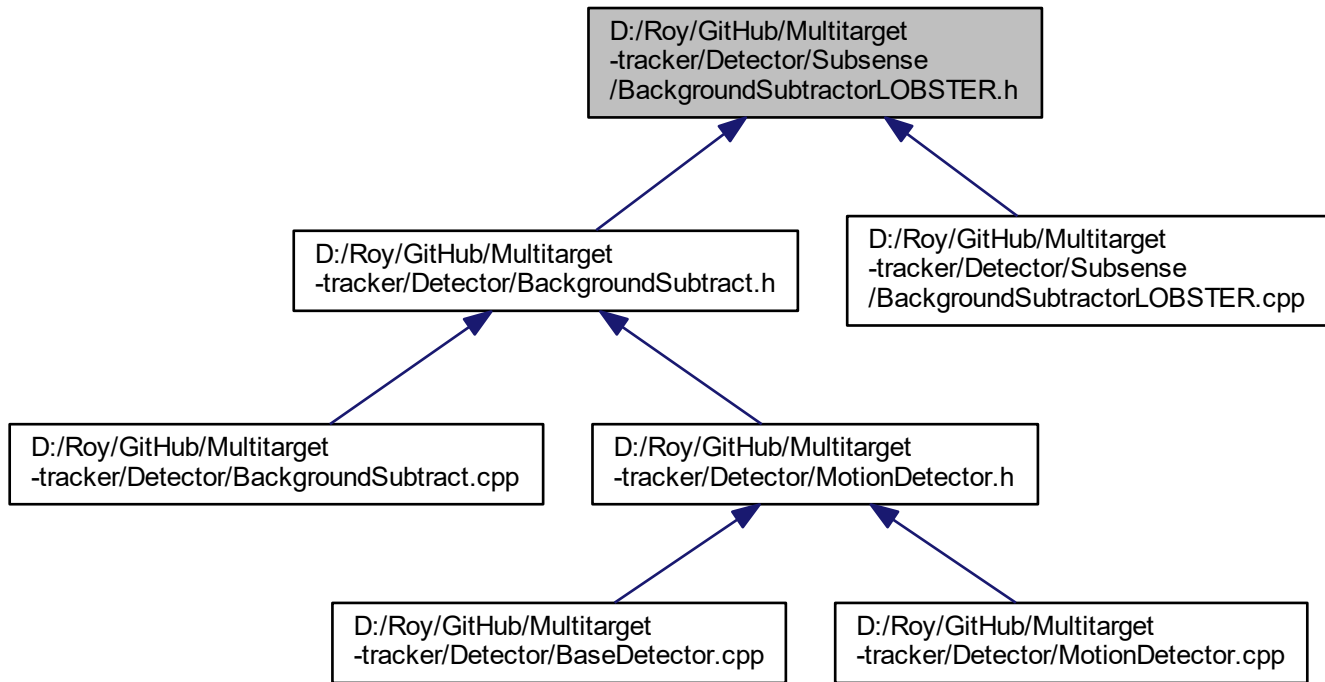 D:/Roy/GitHub/Multitarget
-tracker/Detector/Subsense
/BackgroundSubtractorLOBSTER.h
D:/Roy/GitHub/Multitarget
-tracker/Detector/BackgroundSubtract.h
D:/Roy/GitHub/Multitarget
-tracker/Detector/Subsense
/BackgroundSubtractorLOBSTER.cpp
D:/Roy/GitHub/Multitarget
-tracker/Detector/BackgroundSubtract.cpp
D:/Roy/GitHub/Multitarget
-tracker/Detector/MotionDetector.h
D:/Roy/GitHub/Multitarget
-tracker/Detector/BaseDetector.cpp
D:/Roy/GitHub/Multitarget
-tracker/Detector/MotionDetector.cpp